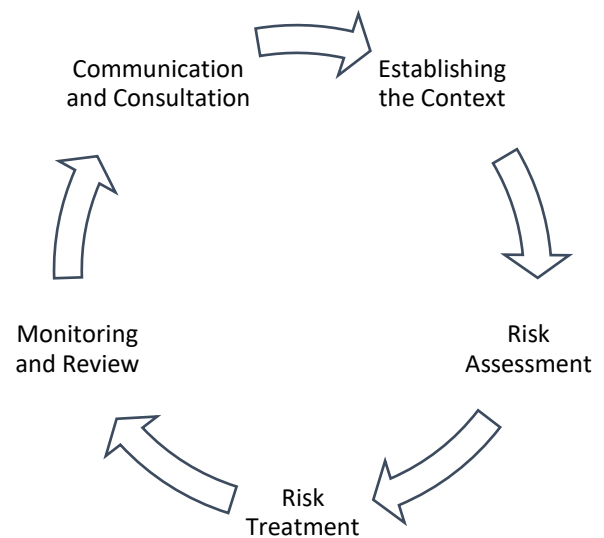 Communication
and Consultation
Establishing
the Context
Risk
Assessment
Risk
Treatment
Monitoring
and Review